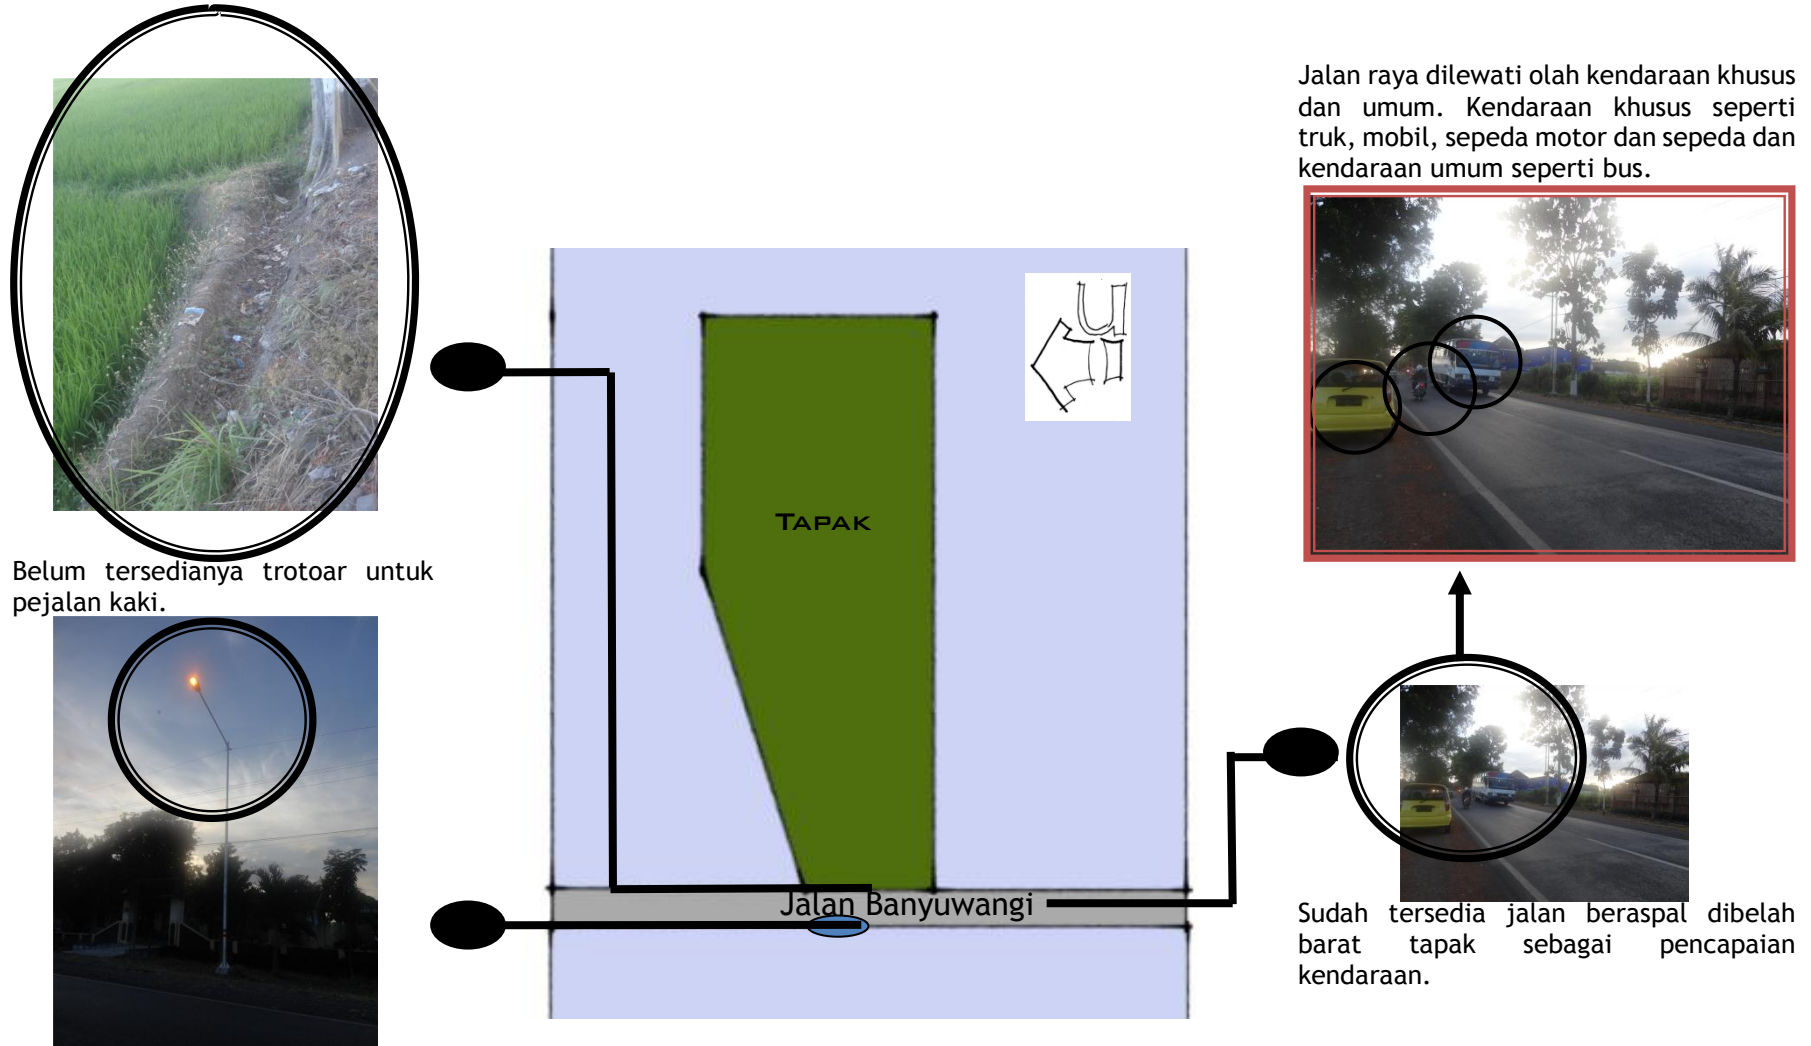 Jalan raya dilewati olah kendaraan khusus
dan umum. Kendaraan khusus seperti
truk, mobil, sepeda motor dan sepeda dan
kendaraan umum seperti bus.
U
TAPAK
Belum tersedianya trotoar untuk
pejalan kaki.
Jalan Banyuwangi
Sudah tersedia jalan beraspal dibelah
barat tapak sebagai pencapaian
kendaraan.